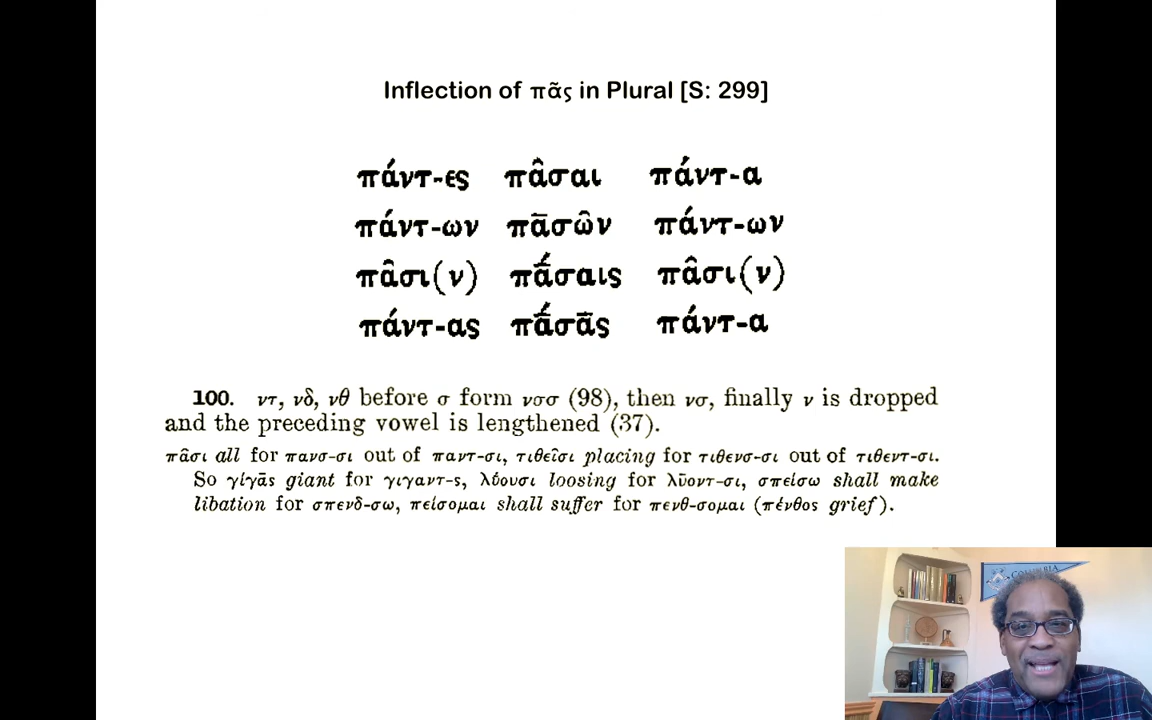 Inflection of πᾶς in Plural [S: 299]
πάντ-ες πᾶσαι πάντ-α
πάντ-ων πᾱσῶν πάντ-ων
πᾶσι(ν) πᾱ́σαις πᾶσι(ν)
πάντ-ας πᾱ́σᾱς πάντ-α
100. ντ, νδ, νθ before σ form νσσ (98), then νσ, finally ν is dropped
and the preceding vowel is lengthened (37).
πᾶσι all for πανσ-σι out of παντ-σι, τιθεῖσι placing for τιθενσ-σι out of τιθεντ-σι.
So γίγᾱς giant for γιγαντ-ς, λύουσι loosing for λῡοντ-σι, σπείσω shall make
libation for σπενδ-σω, πείσομαι shall suffer for πενθ-σομαι (πένθος grief).